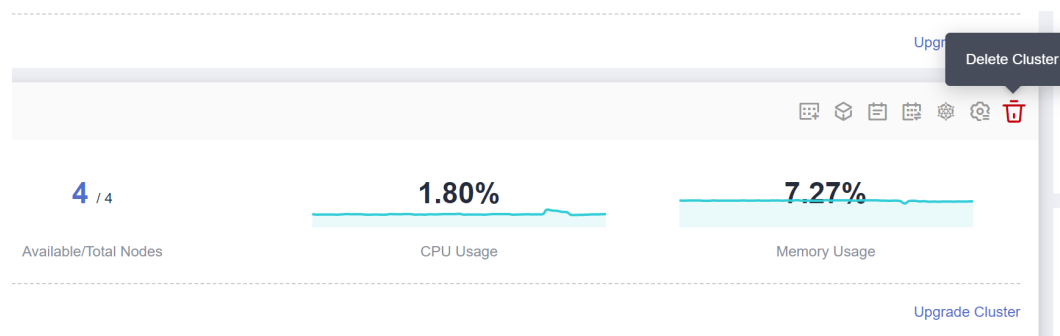 Upgr
Delete Cluster
4 / 4
1.80%
7.27%
Available/Total Nodes
CPU Usage
Memory Usage
Upgrade Cluster